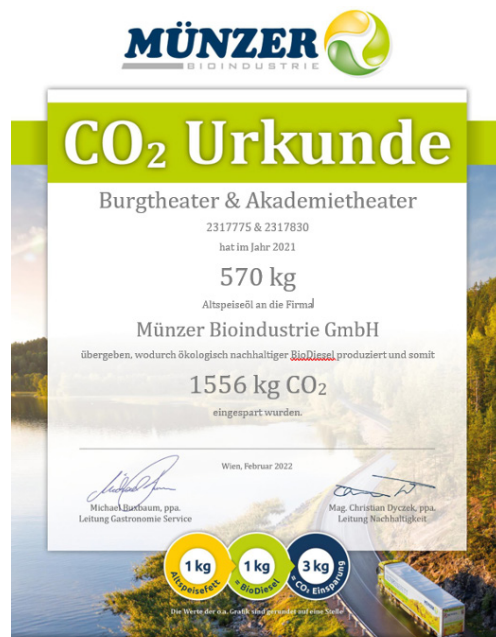 MÜNZER
BIOINDUSTRIE
CO₂ Urkunde
Burgtheater & Akademietheater
2317775 & 2317830
hat im Jahr 2021
570 kg
Altspeiseöl an die Firma
Münzer Bioindustrie GmbH
übergeben, wodurch ökologisch nachhaltiger BioDiesel produziert und somit
1556 kg CO₂
eingespart wurden.
Wien, Februar 2022
Michael Buxbaum, ppa.
Leitung Gastronomie Service
Mag. Christian Dyczek, ppa.
Leitung Nachhaltigkeit
1 kg
Altspeisefett
1 kg
= BioDiesel
3 kg
= CO₂ Einsparung
Die Werte der o.a. Grafik sind gerundet auf eine Stelle